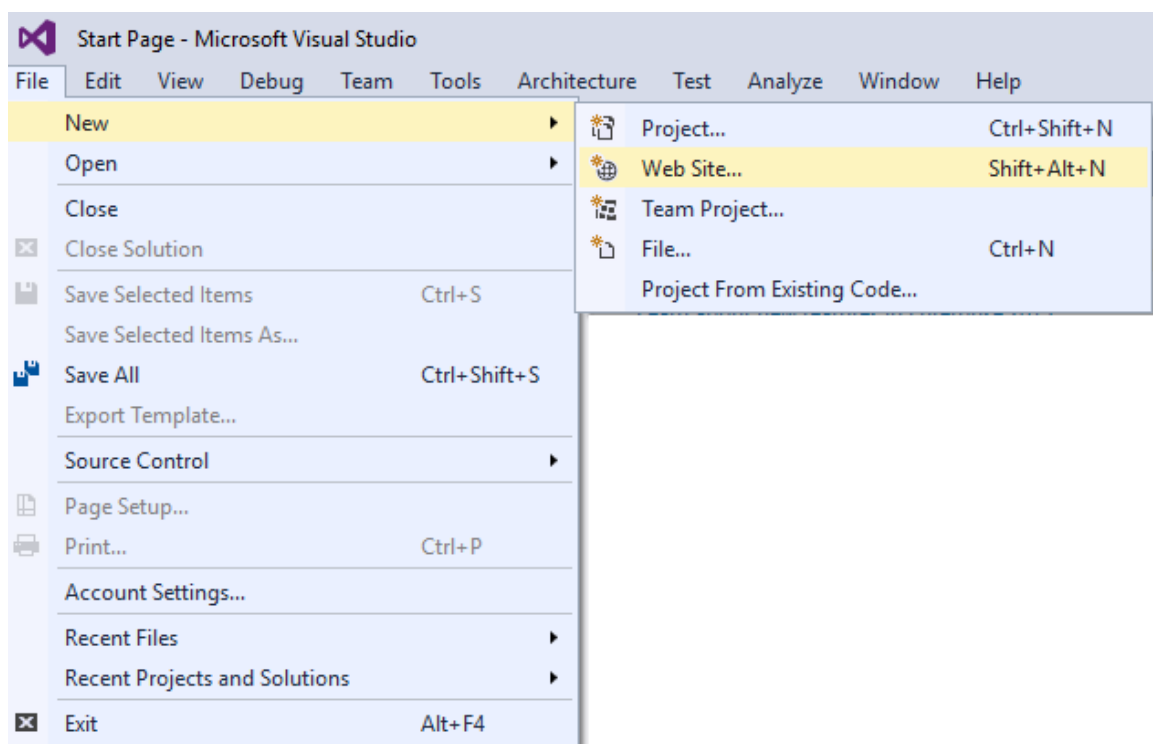 Start Page - Microsoft Visual Studio
File Edit View Debug Team Tools Architecture Test Analyze Window Help
New
Open
Close
Close Solution
Save Selected Items Ctrl+S
Save Selected Items As...
Save All Ctrl+Shift+S
Export Template...
Source Control
Page Setup...
Print... Ctrl+P
Account Settings...
Recent Files
Recent Projects and Solutions
Exit Alt+F4
Project... Ctrl+Shift+N
Web Site... Shift+Alt+N
Team Project...
File... Ctrl+N
Project From Existing Code...